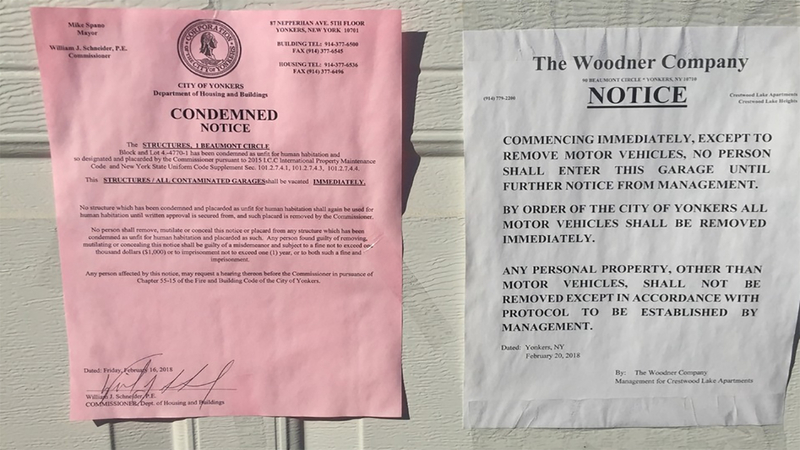 Mike Spano
Mayor
William J. Schneider, P.E.
Commissioner
87 NEPPERHAN AVE. 5TH FLOOR
YONKERS, NEW YORK 10701
BUILDING TEL: 914-377-6500
FAX (914) 377-6545
HOUSING TEL: 914-377-6536
FAX (914) 377-6496
CORPORATION
CITY OF YONKERS
Department of Housing and Buildings
CONDEMNED
NOTICE
The STRUCTURES, 1 BEAUMONT CIRCLE
Block and Lot 4.-4770-1 has been condemned as unfit for human habitation and
so designated and placarded by the Commissioner pursuant to 2015 I.C.C International Property Maintenance
Code and New York State Uniform Code Supplement Sec. 101.2.7.4.1, 101.2.7.4.3, 101.2.7.4.4.
This STRUCTURES / ALL CONTAMINATED GARAGES shall be vacated IMMEDIATELY.
No structure which has been condemned and placarded as unfit for human habitation shall again be used for
human habitation until written approval is secured from, and such placard is removed by the Commissioner.
No person shall remove, mutilate or conceal this notice or placard from any structure which has been
condemned as unfit for human habitation and placarded as such. Any person found guilty of removing,
mutilating or concealing this notice shall be guilty of a misdemeanor and subject to a fine not to exceed one
thousand dollars ($1,000) or to imprisonment not to exceed one (1) year, or to both such a fine and
imprisonment.
Any person affected by this notice, may request a hearing thereon before the Commissioner in pursuance of
Chapter 55-15 of the Fire and Building Code of the City of Yonkers.
Dated: Friday, February 16, 2018
William J. Schneider, P.E.
COMMISSIONER, Dept. of Housing and Buildings
The Woodner Company
90 BEAUMONT CIRCLE * YONKERS, NY 10710
(914) 779-2200
Crestwood Lake Apartments
Crestwood Lake Heights
NOTICE
COMMENCING IMMEDIATELY, EXCEPT TO
REMOVE MOTOR VEHICLES, NO PERSON
SHALL ENTER THIS GARAGE UNTIL
FURTHER NOTICE FROM MANAGEMENT.
BY ORDER OF THE CITY OF YONKERS ALL
MOTOR VEHICLES SHALL BE REMOVED
IMMEDIATELY.
ANY PERSONAL PROPERTY, OTHER THAN
MOTOR VEHICLES, SHALL NOT BE
REMOVED EXCEPT IN ACCORDANCE WITH
PROTOCOL TO BE ESTABLISHED BY
MANAGEMENT.
Dated: Yonkers, NY
February 20, 2018
By: The Woodner Company
Management for Crestwood Lake Apartments